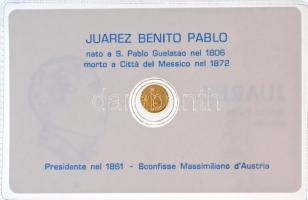 JUAREZ BENITO PABLO
nato a S. Pablo Guelatao nel 1806
morto a Città del Messico nel 1872
Presidente nel 1861 - Sconfisse Massimiliano d'Austria